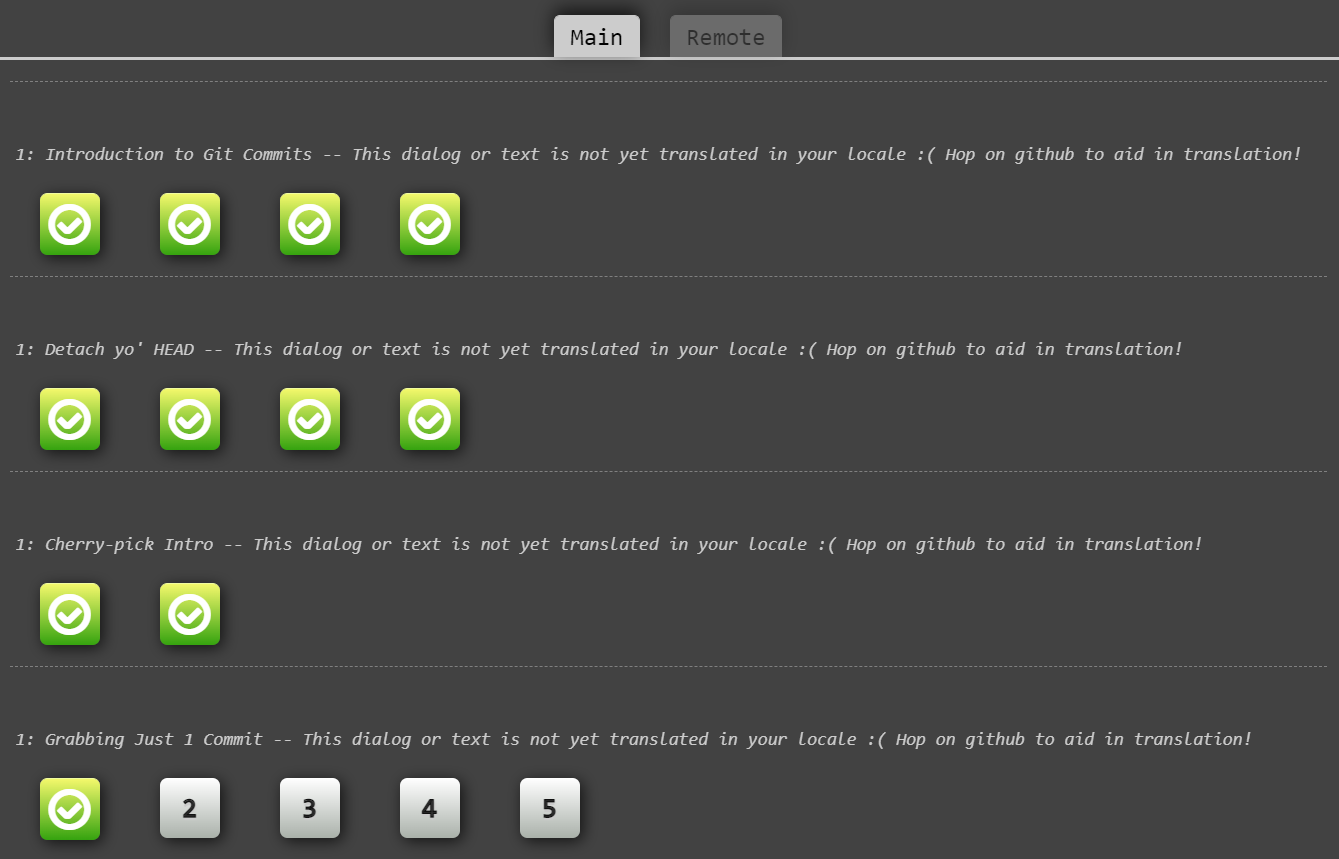 Main Remote
1: Introduction to Git Commits -- This dialog or text is not yet translated in your locale :( Hop on github to aid in translation!
1: Detach yo' HEAD -- This dialog or text is not yet translated in your locale :( Hop on github to aid in translation!
1: Cherry-pick Intro -- This dialog or text is not yet translated in your locale :( Hop on github to aid in translation!
1: Grabbing Just 1 Commit -- This dialog or text is not yet translated in your locale :( Hop on github to aid in translation!
2 3 4 5